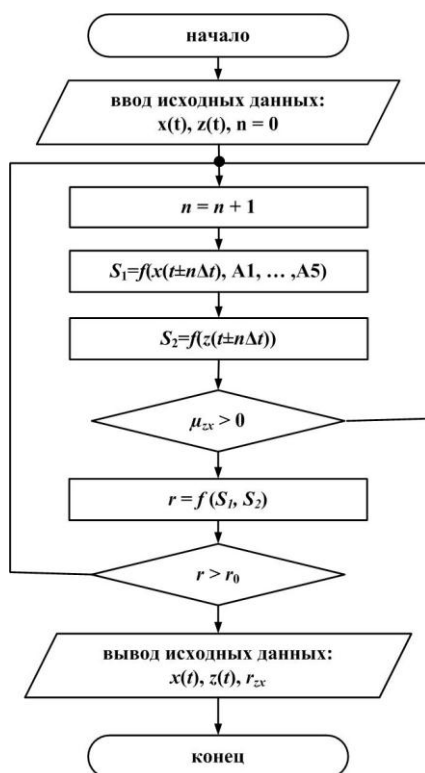 начало
ввод исходных данных:
x(t), z(t), n = 0
n = n + 1
S₁=f(x(t±nΔt), A1, … ,A5)
S₂=f(z(t±nΔt))
μzx > 0
r = f (S₁, S₂)
r > r₀
вывод исходных данных:
x(t), z(t), rzx
конец